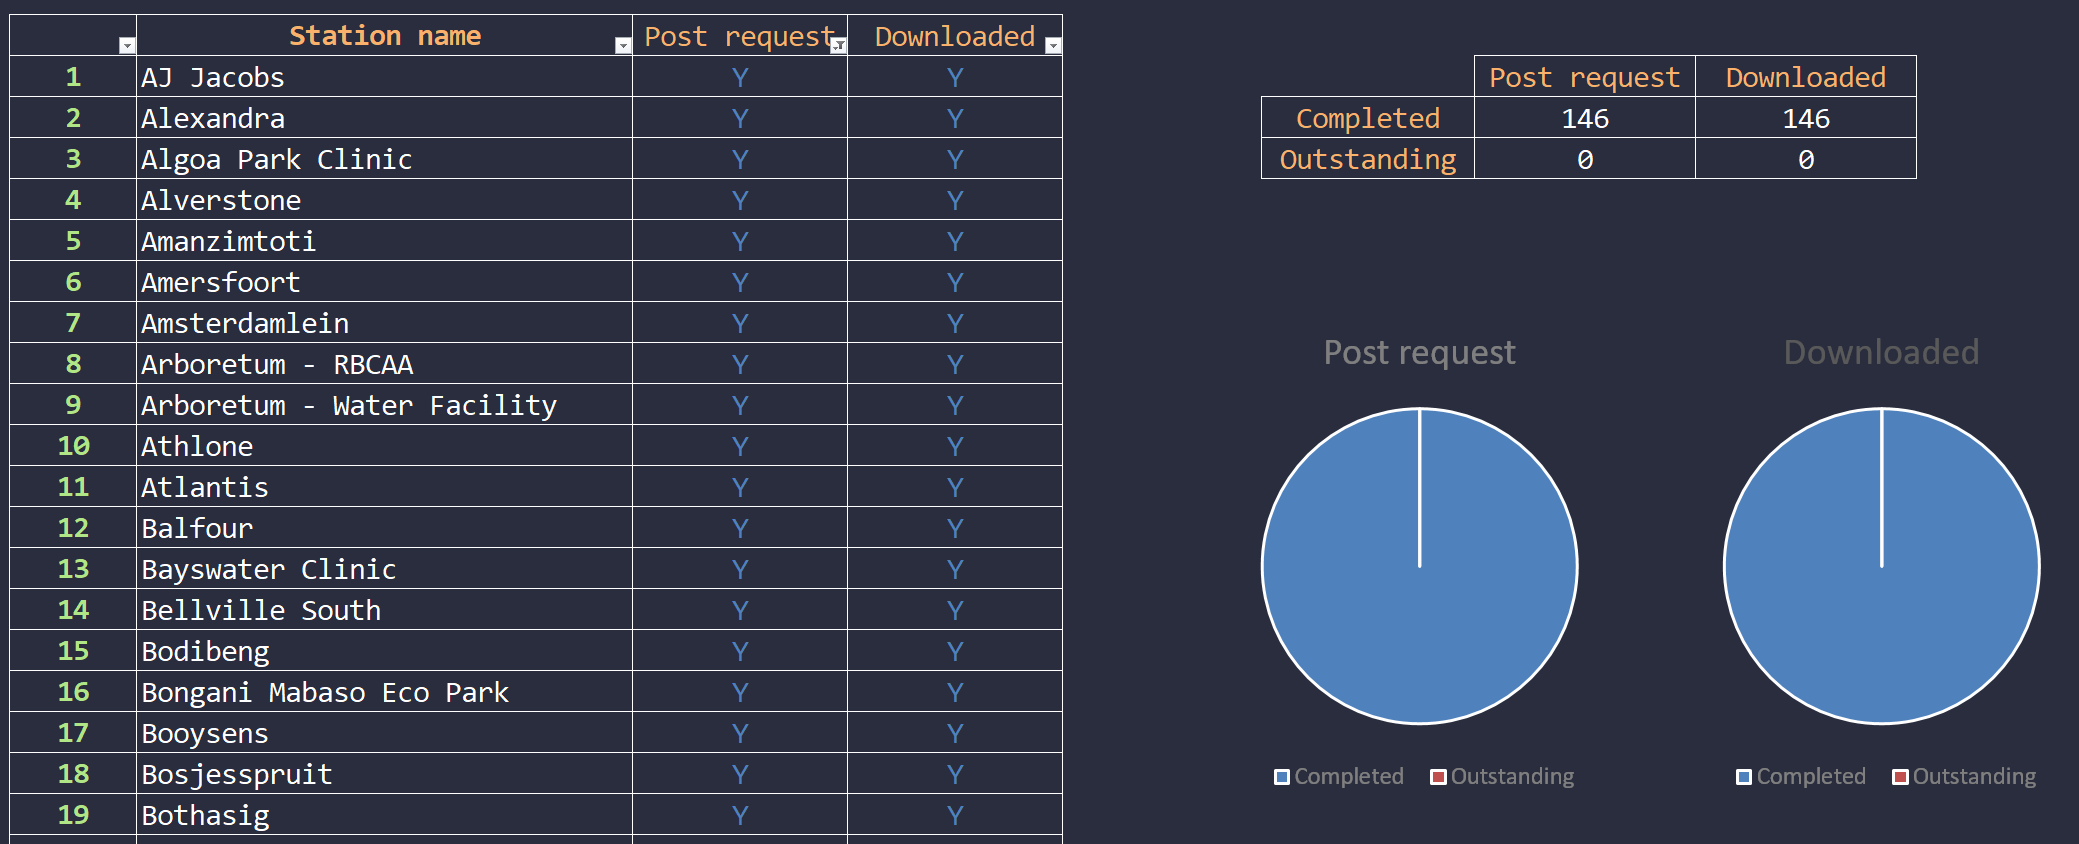 Station name Post request Downloaded
1 AJ Jacobs Y Y
2 Alexandra Y Y
3 Algoa Park Clinic Y Y
4 Alverstone Y Y
5 Amanzimtoti Y Y
6 Amersfoort Y Y
7 Amsterdamlein Y Y
8 Arboretum - RBCAA Y Y
9 Arboretum - Water Facility Y Y
10 Athlone Y Y
11 Atlantis Y Y
12 Balfour Y Y
13 Bayswater Clinic Y Y
14 Bellville South Y Y
15 Bodibeng Y Y
16 Bongani Mabaso Eco Park Y Y
17 Booysens Y Y
18 Bosjesspruit Y Y
19 Bothasig Y Y
Post request Downloaded
Completed 146 146
Outstanding 0 0
Post request
Completed Outstanding
Downloaded
Completed Outstanding